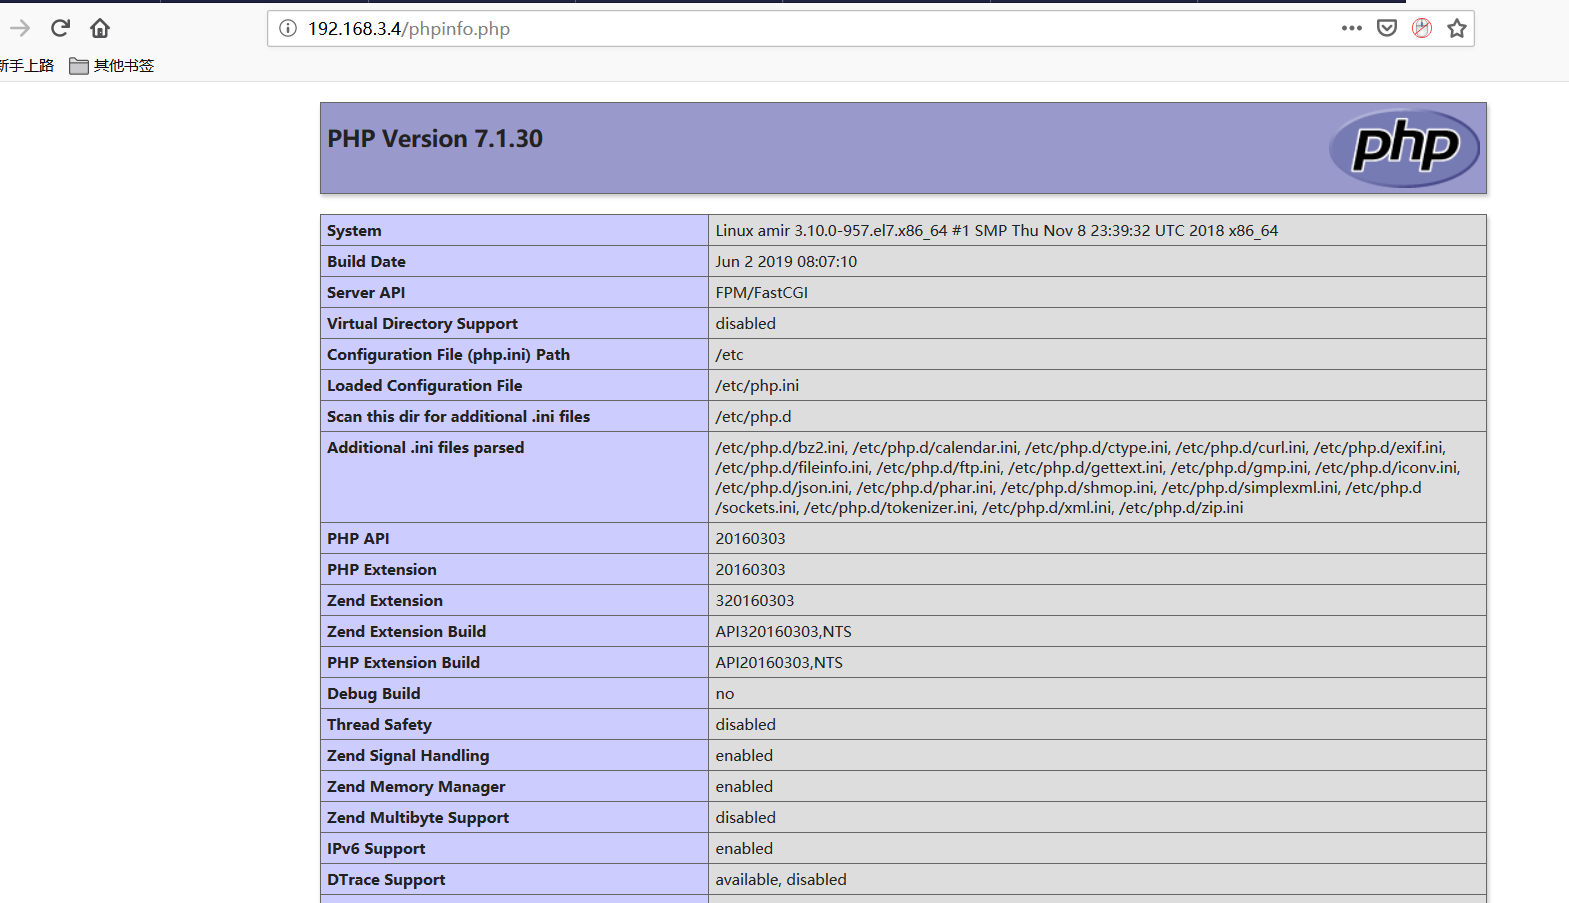 192.168.3.4/phpinfo.php
新手上路 其他书签
PHP Version 7.1.30
php
System Linux amir 3.10.0-957.el7.x86_64 #1 SMP Thu Nov 8 23:39:32 UTC 2018 x86_64
Build Date Jun 2 2019 08:07:10
Server API FPM/FastCGI
Virtual Directory Support disabled
Configuration File (php.ini) Path /etc
Loaded Configuration File /etc/php.ini
Scan this dir for additional .ini files /etc/php.d
Additional .ini files parsed /etc/php.d/bz2.ini, /etc/php.d/calendar.ini, /etc/php.d/ctype.ini, /etc/php.d/curl.ini, /etc/php.d/exif.ini,
/etc/php.d/fileinfo.ini, /etc/php.d/ftp.ini, /etc/php.d/gettext.ini, /etc/php.d/gmp.ini, /etc/php.d/iconv.ini,
/etc/php.d/json.ini, /etc/php.d/phar.ini, /etc/php.d/shmop.ini, /etc/php.d/simplexml.ini, /etc/php.d
/sockets.ini, /etc/php.d/tokenizer.ini, /etc/php.d/xml.ini, /etc/php.d/zip.ini
PHP API 20160303
PHP Extension 20160303
Zend Extension 320160303
Zend Extension Build API320160303,NTS
PHP Extension Build API20160303,NTS
Debug Build no
Thread Safety disabled
Zend Signal Handling enabled
Zend Memory Manager enabled
Zend Multibyte Support disabled
IPv6 Support enabled
DTrace Support available, disabled